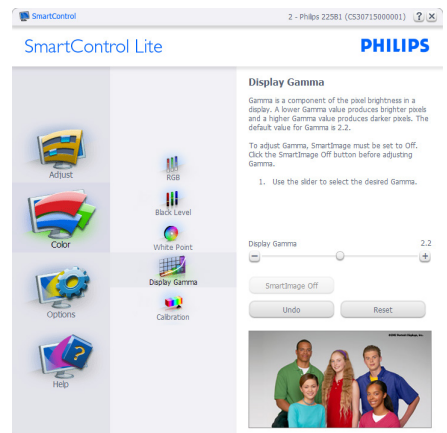 SmartControl
2 - Philips 225B1 (CS30715000001)
SmartControl Lite
PHILIPS
Adjust
Color
Options
Help
RGB
Black Level
White Point
Display Gamma
Calibration
Display Gamma
Gamma is a component of the pixel brightness in a
display. A lower Gamma value produces brighter pixels
and a higher Gamma value produces darker pixels. The
default value for Gamma is 2.2.
To adjust Gamma, SmartImage must be set to Off.
Click the SmartImage Off button before adjusting
Gamma.
1. Use the slider to select the desired Gamma.
Display Gamma 2.2
SmartImage Off
Undo Reset